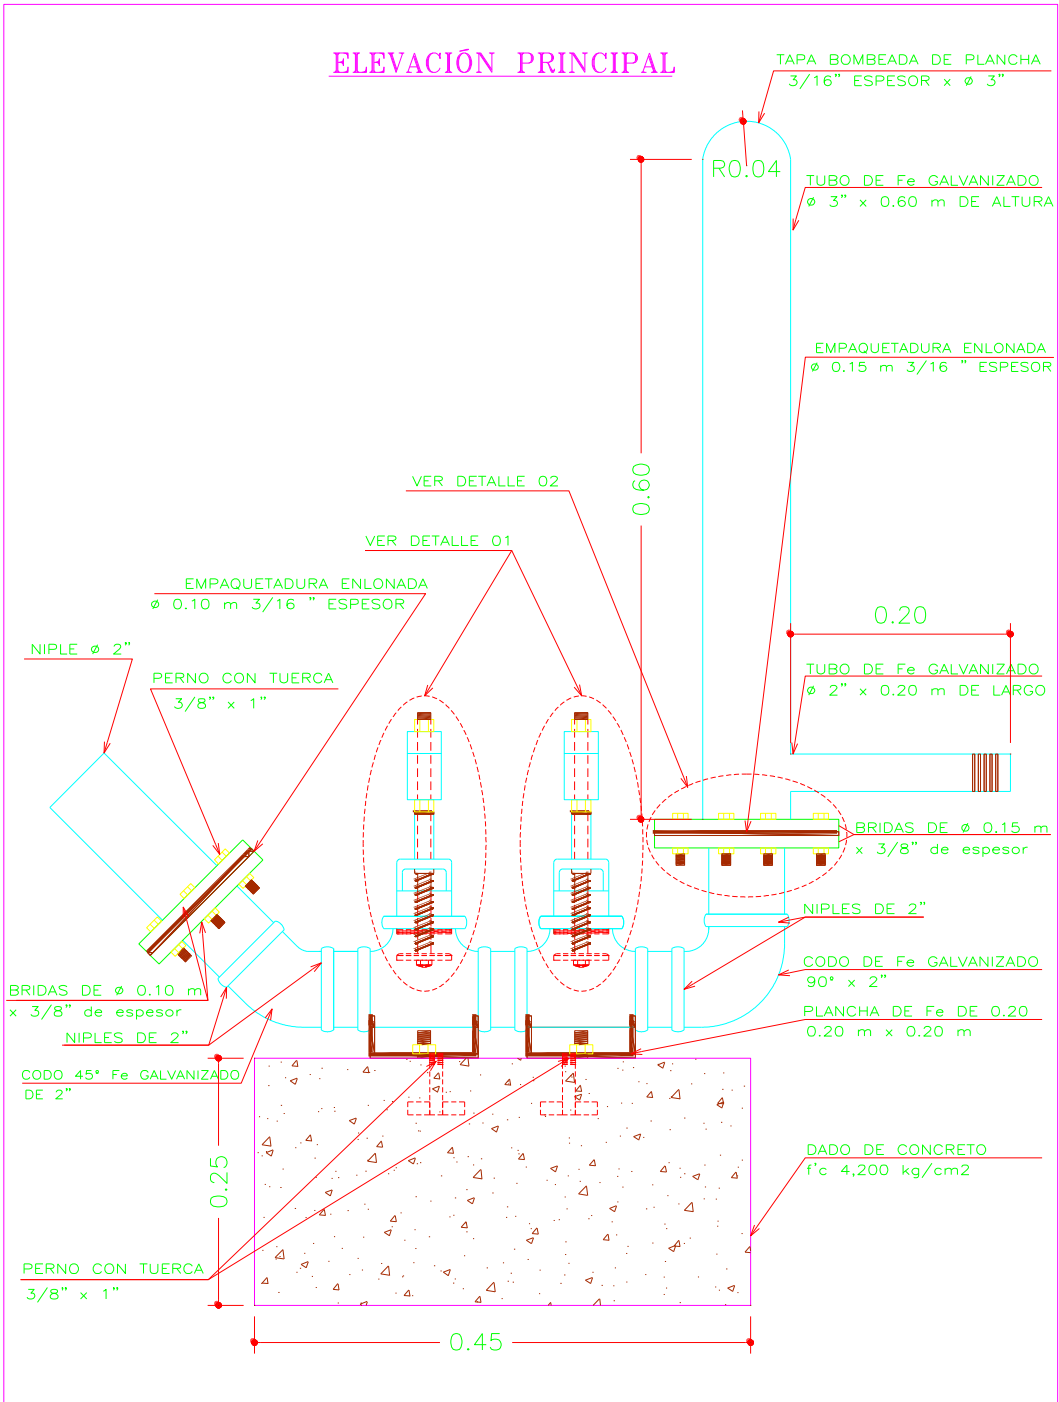 ELEVACIÓN PRINCIPAL
TAPA BOMBEADA DE PLANCHA
3/16" ESPESOR x ø 3"
R0.04
TUBO DE Fe GALVANIZADO
ø 3" x 0.60 m DE ALTURA
EMPAQUETADURA ENLONADA
ø 0.15 m 3/16 " ESPESOR
0.60
VER DETALLE 02
VER DETALLE 01
EMPAQUETADURA ENLONADA
ø 0.10 m 3/16 " ESPESOR
0.20
NIPLE ø 2"
PERNO CON TUERCA
3/8" x 1"
TUBO DE Fe GALVANIZADO
ø 2" x 0.20 m DE LARGO
BRIDAS DE ø 0.15 m
x 3/8" de espesor
NIPLES DE 2"
CODO DE Fe GALVANIZADO
90° x 2"
BRIDAS DE ø 0.10 m
x 3/8" de espesor
PLANCHA DE Fe DE 0.20
0.20 m x 0.20 m
NIPLES DE 2"
CODO 45° Fe GALVANIZADO
DE 2"
0.25
DADO DE CONCRETO
f'c 4,200 kg/cm2
PERNO CON TUERCA
3/8" x 1"
0.45